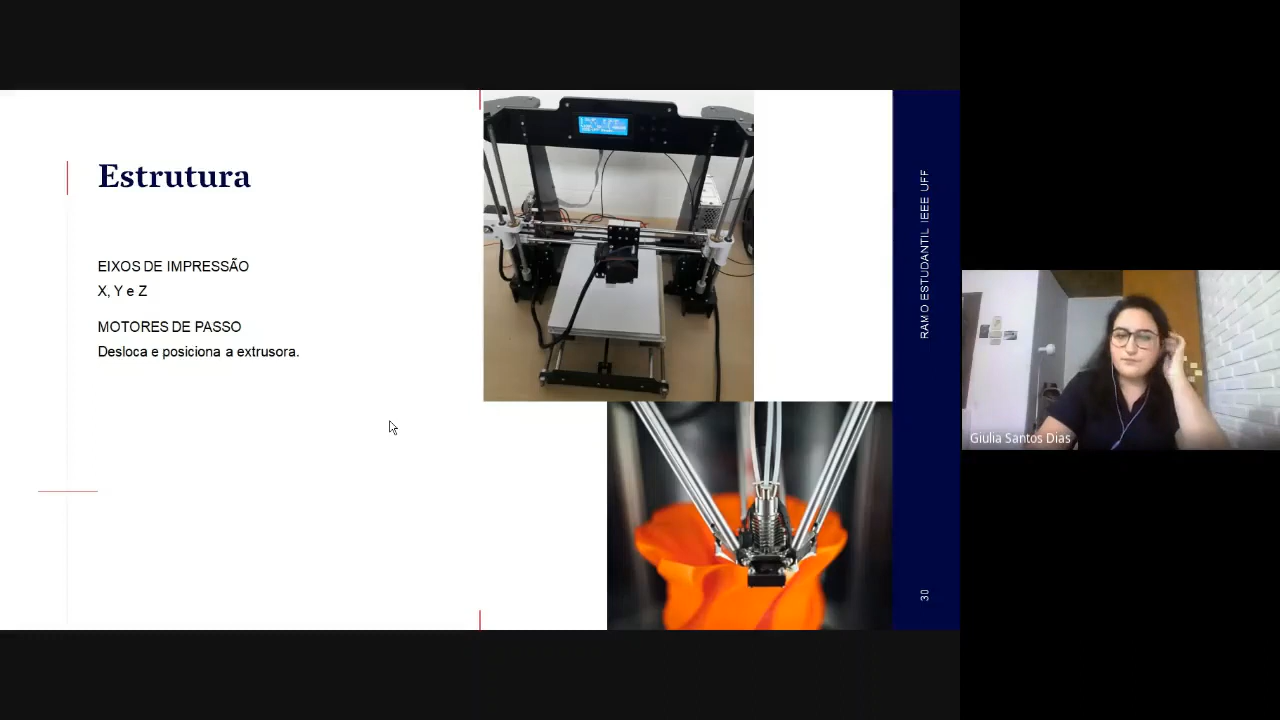 Estrutura
EIXOS DE IMPRESSÃO
X, Y e Z
MOTORES DE PASSO
Desloca e posiciona a extrusora.
RAMO ESTUDANTIL IEEE UFF
30
Giulia Santos Dias